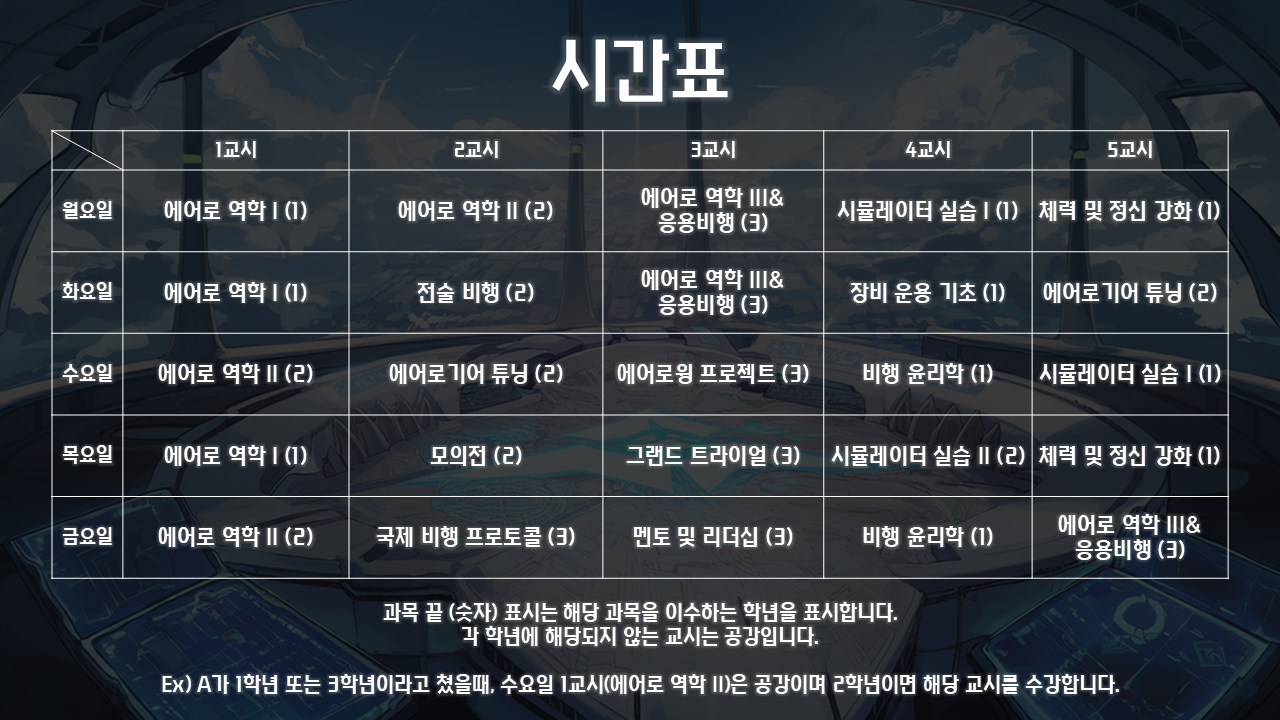 시간표
1교시 2교시 3교시 4교시 5교시
월요일 에어로 역학 I (1) 에어로 역학 II (2) 에어로 역학 III& 응용비행 (3) 시뮬레이터 실습 I (1) 체력 및 정신 강화 (1)
화요일 에어로 역학 I (1) 전술 비행 (2) 에어로 역학 III& 응용비행 (3) 장비 운용 기초 (1) 에어로기어 튜닝 (2)
수요일 에어로 역학 II (2) 에어로기어 튜닝 (2) 에어로윙 프로젝트 (3) 비행 윤리학 (1) 시뮬레이터 실습 I (1)
목요일 에어로 역학 I (1) 모의전 (2) 그랜드 트라이얼 (3) 시뮬레이터 실습 II (2) 체력 및 정신 강화 (1)
금요일 에어로 역학 II (2) 국제 비행 프로토콜 (3) 멘토 및 리더십 (3) 비행 윤리학 (1) 에어로 역학 III& 응용비행 (3)
과목 끝 (숫자) 표시는 해당 과목을 이수하는 학년을 표시합니다.
각 학년에 해당되지 않는 교시는 공강입니다.
Ex) A가 1학년 또는 3학년이라고 쳤을때, 수요일 1교시(에어로 역학 II)은 공강이며 2학년이면 해당 교시를 수강합니다.